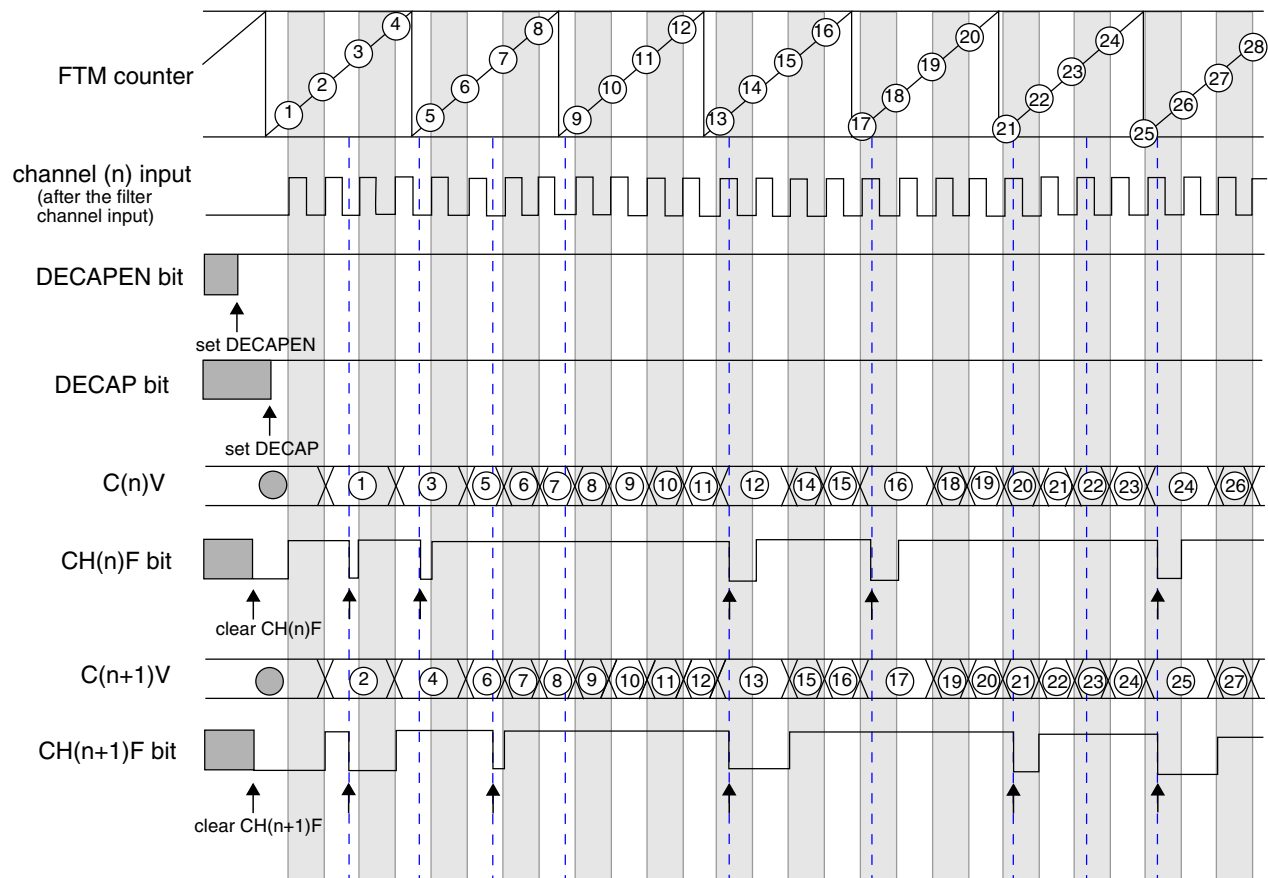 4 8 12 16 20 24 28
3 7 11 15 19 23 27
FTM counter 2 6 10 14 18 22 26
1 5 9 13 17 21 25
channel (n) input
(after the filter
channel input)
DECAPEN bit
set DECAPEN
DECAP bit
set DECAP
C(n)V 1 3 5 6 7 8 9 10 11 12 14 15 16 18 19 20 21 22 23 24 26
CH(n)F bit
clear CH(n)F
C(n+1)V 2 4 6 7 8 9 10 11 12 13 15 16 17 19 20 21 22 23 24 25 27
CH(n+1)F bit
clear CH(n+1)F